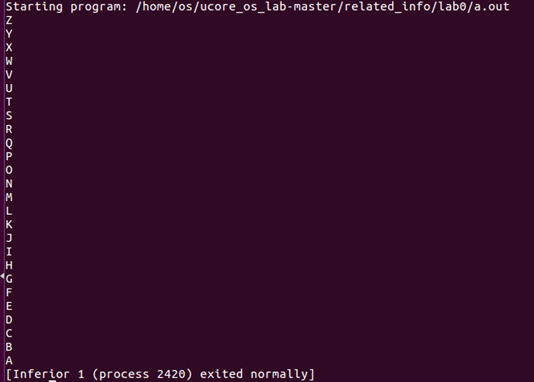 Starting program: /home/os/ucore_os_lab-master/related_info/lab0/a.out
Z
Y
X
W
V
U
T
S
R
Q
P
O
N
M
L
K
J
I
H
G
F
E
D
C
B
A
[Inferior 1 (process 2420) exited normally]